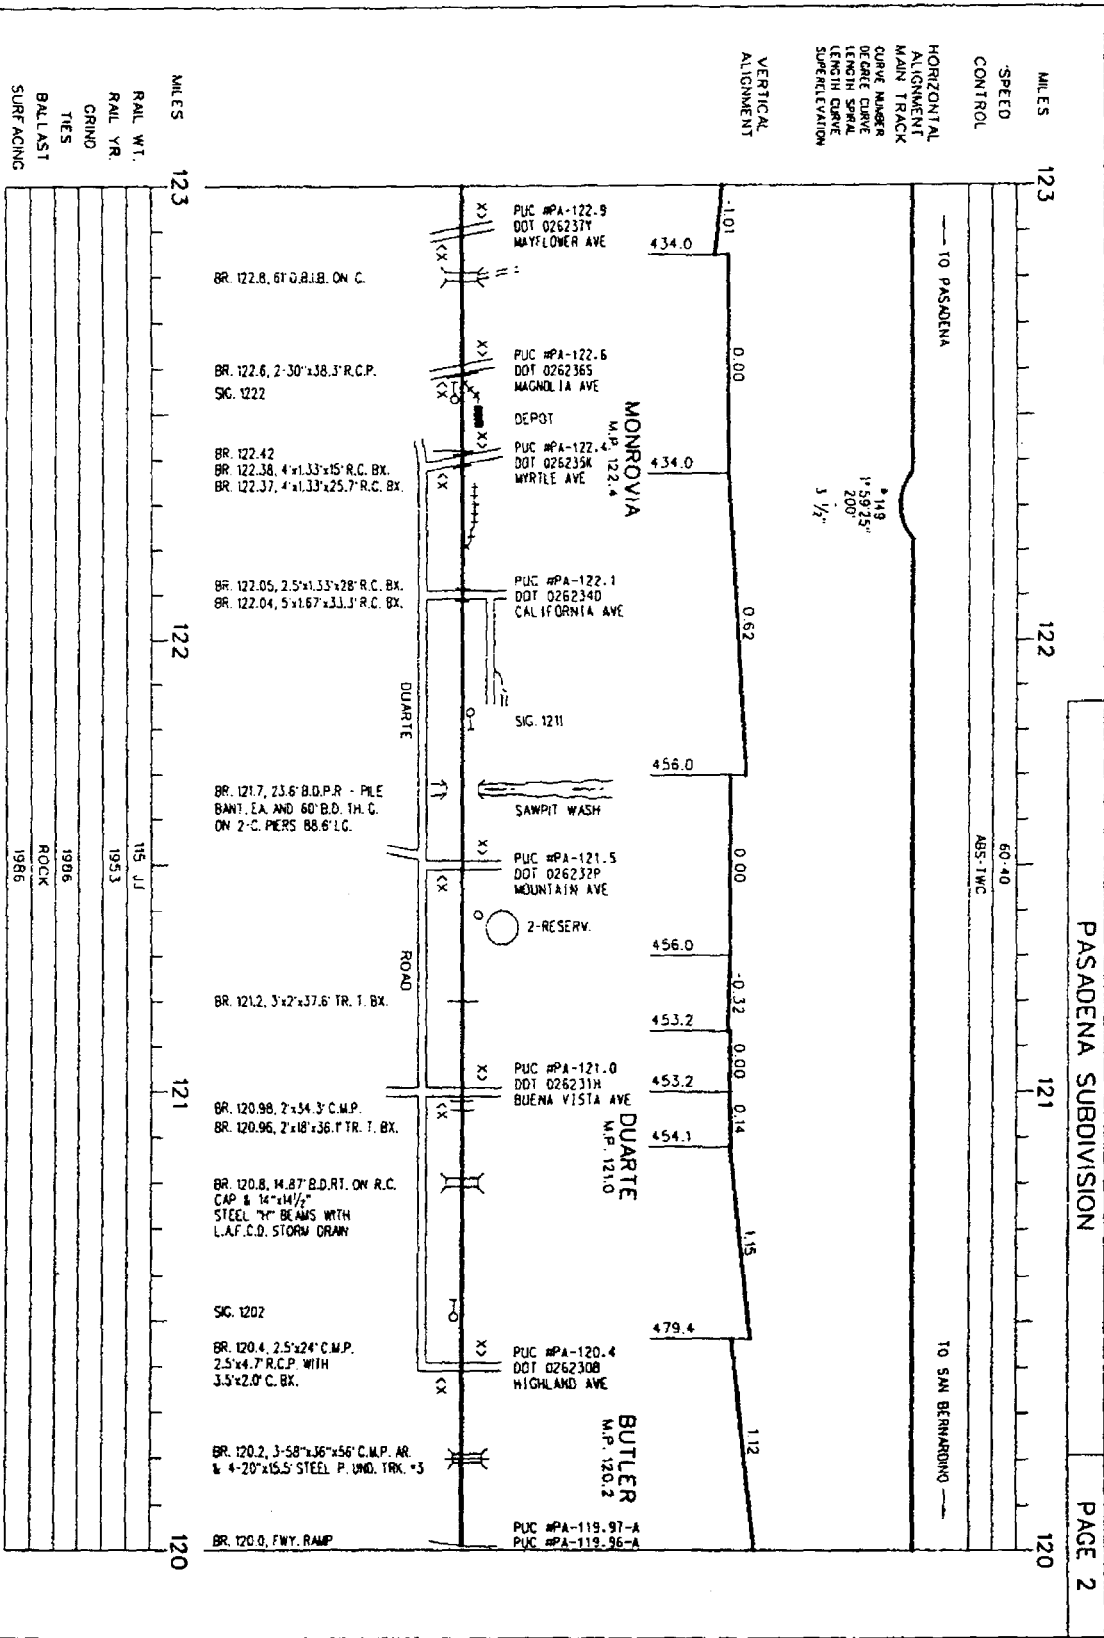 PASADENA SUBDIVISION
PAGE 2
MILES
123
122
121
120
SPEED
60-40
CONTROL
ABS-TWC
← TO PASADENA
TO SAN BERNARDINO →
HORIZONTAL
ALIGNMENT
MAIN TRACK
CURVE NUMBER
DEGREE CURVE
LENGTH SPIRAL
LENGTH CURVE
SUPERELEVATION
149
1°59'25"
200'
-
3 1/2"
VERTICAL
ALIGNMENT
-1.01
0.00
0.62
0.00
-0.32
0.00
0.14
1.15
1.12
434.0
434.0
456.0
456.0
453.2
453.2
454.1
479.4
MONROVIA
M.P. 122.4
DUARTE
M.P. 121.0
BUTLER
M.P. 120.2
PUC #PA-122.9
DOT 026237Y
MAYFLOWER AVE
PUC #PA-122.6
DOT 026236S
MAGNOLIA AVE
DEPOT
PUC #PA-122.4
DOT 026235K
MYRTLE AVE
PUC #PA-122.1
DOT 026234D
CALIFORNIA AVE
SIG. 1211
SAWPIT WASH
PUC #PA-121.5
DOT 026232P
MOUNTAIN AVE
2-RESERV.
PUC #PA-121.0
DOT 026231H
BUENA VISTA AVE
PUC #PA-120.4
DOT 026230B
HIGHLAND AVE
PUC #PA-119.97-A
PUC #PA-119.96-A
DUARTE
ROAD
BR. 122.8, 61' O.B.I.B. ON C.
BR. 122.6, 2-30"x38.3' R.C.P.
SIG. 1222
BR. 122.42
BR. 122.38, 4'x1.33'x15' R.C. BX.
BR. 122.37, 4'x1.33'x25.7' R.C. BX.
BR. 122.05, 2.5'x1.33'x28' R.C. BX.
BR. 122.04, 5'x1.67'x33.3' R.C. BX.
BR. 121.7, 23.6' B.D.P.R - PILE
BANT. EA. AND 60' B.D. TH. G.
ON 2-C. PIERS 88.6' LG.
BR. 121.2, 3'x2'x37.6' TR. T. BX.
BR. 120.98, 2'x34.3' C.M.P.
BR. 120.96, 2'x18'x36.1' TR. T. BX.
BR. 120.8, 14.87' B.D.RT. ON R.C.
CAP & 14"x14 1/2"
STEEL "H" BEAMS WITH
L.A.F.C.D. STORM DRAIN
SIG. 1202
BR. 120.4, 2.5'x24' C.M.P.
2.5'x4.7' R.C.P. WITH
3.5'x2.0' C. BX.
BR. 120.2, 3-58"x36"x56' C.M.P. AR.
& 4-20"x15.5' STEEL P. UND. TRK. #3
BR. 120.0, FWY. RAMP
MILES
123
122
121
120
RAIL WT.
115 JJ
RAIL YR.
1953
GRIND
TIES
1986
BALLAST
ROCK
SURFACING
1986